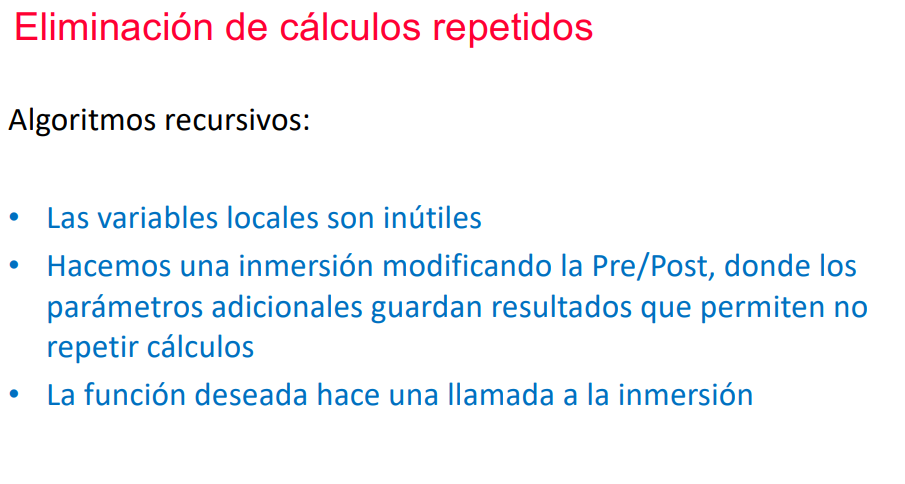 Eliminación de cálculos repetidos
Algoritmos recursivos:
• Las variables locales son inútiles
• Hacemos una inmersión modificando la Pre/Post, donde los
parámetros adicionales guardan resultados que permiten no
repetir cálculos
• La función deseada hace una llamada a la inmersión